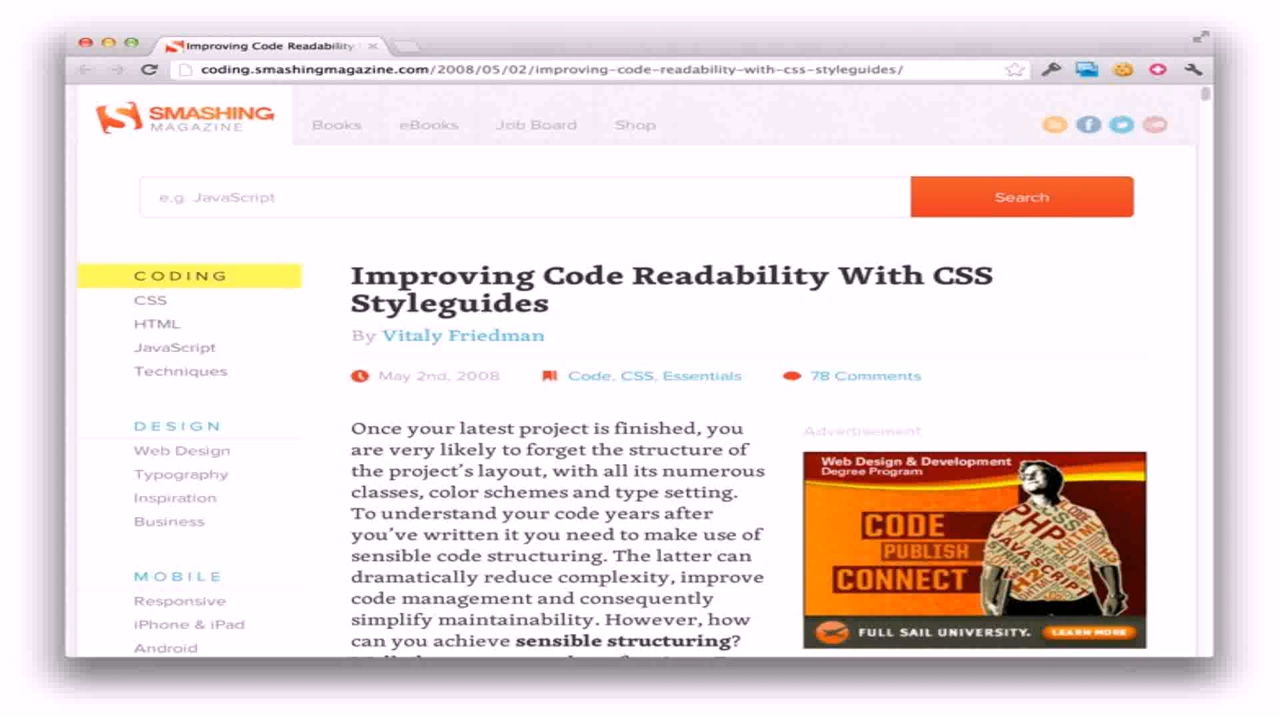 Improving Code Readability
coding.smashingmagazine.com/2008/05/02/improving-code-readability-with-css-styleguides/
SMASHING
MAGAZINE
Books eBooks Job Board Shop
e.g. JavaScript
Search
CODING
CSS
HTML
JavaScript
Techniques
DESIGN
Web Design
Typography
Inspiration
Business
MOBILE
Responsive
iPhone & iPad
Android
Improving Code Readability With CSS
Styleguides
By Vitaly Friedman
May 2nd, 2008 Code, CSS, Essentials 78 Comments
Once your latest project is finished, you
are very likely to forget the structure of
the project's layout, with all its numerous
classes, color schemes and type setting.
To understand your code years after
you've written it you need to make use of
sensible code structuring. The latter can
dramatically reduce complexity, improve
code management and consequently
simplify maintainability. However, how
can you achieve sensible structuring?
Advertisement
Web Design & Development
Degree Program
CODE
PUBLISH
CONNECT
CSS
PHP
JAVA SCRIPT
FULL SAIL UNIVERSITY.
LEARN MORE